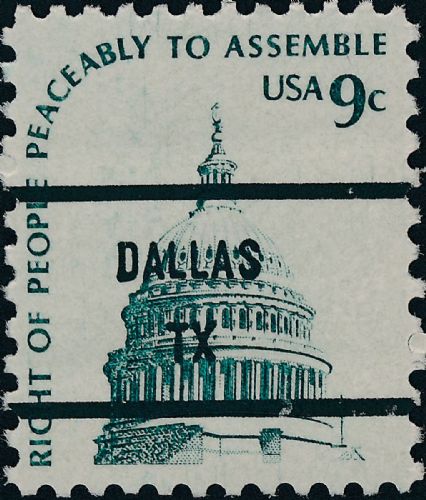 RIGHT OF PEOPLE PEACEABLY TO ASSEMBLE
USA 9c
DALLAS
TX